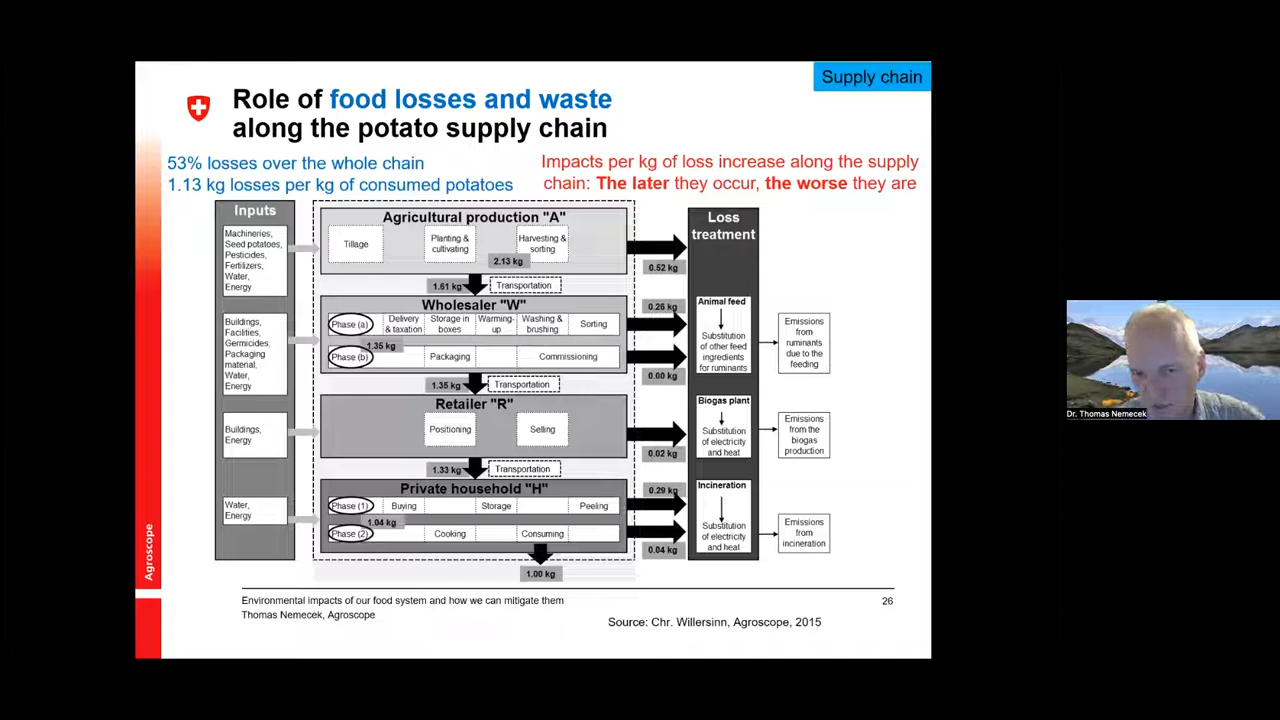 Supply chain
Role of food losses and waste
along the potato supply chain
53% losses over the whole chain
1.13 kg losses per kg of consumed potatoes
Impacts per kg of loss increase along the supply
chain: The later they occur, the worse they are
Inputs
Machineries,
Seed potatoes,
Pesticides,
Fertilizers,
Water,
Energy
Buildings,
Facilities,
Germicides,
Packaging
material,
Water,
Energy
Buildings,
Energy
Water,
Energy
Agricultural production "A"
Tillage
Planting &
cultivating
Harvesting &
sorting
2.13 kg
0.52 kg
1.61 kg
Transportation
Wholesaler "W"
Phase (a)
Delivery
& taxation
Storage in
boxes
Warming-
up
Washing &
brushing
Sorting
0.26 kg
1.35 kg
Phase (b)
Packaging
Commissioning
0.00 kg
1.35 kg
Transportation
Retailer "R"
Positioning
Selling
0.02 kg
1.33 kg
Transportation
Private household "H"
Phase (1)
Buying
Storage
Peeling
0.29 kg
1.04 kg
Phase (2)
Cooking
Consuming
0.04 kg
1.00 kg
Loss
treatment
Animal feed
Substitution
of other feed
ingredients
for ruminants
Biogas plant
Substitution
of electricity
and heat
Incineration
Substitution
of electricity
and heat
Emissions
from
ruminants
due to the
feeding
Emissions
from the
biogas
production
Emissions
from
incineration
Agroscope
Environmental impacts of our food system and how we can mitigate them
Thomas Nemecek, Agroscope
26
Source: Chr. Willersinn, Agroscope, 2015
Dr. Thomas Nemecek